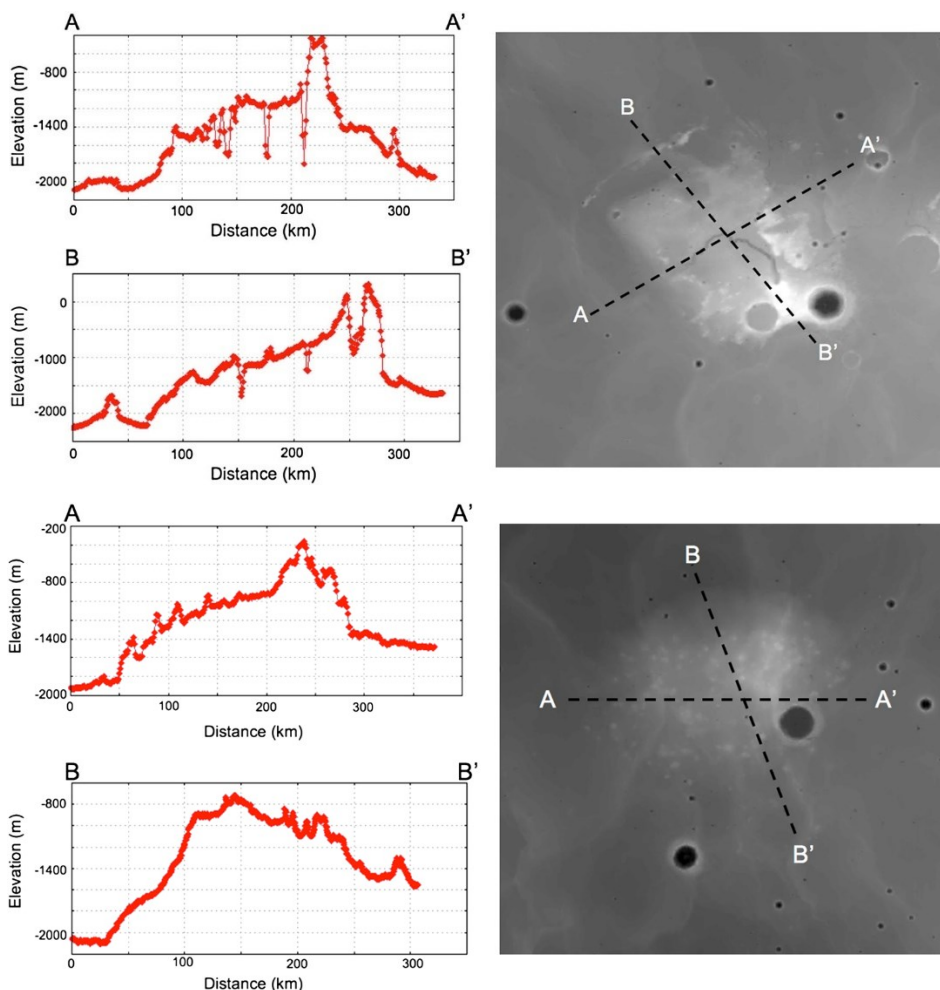 A A’
Elevation (m)
-800
-1400
-2000
0 100 200 300
Distance (km)
B B’
Elevation (m)
0
-1000
-2000
0 100 200 300
Distance (km)
B
A’
A
B’
A A’
Elevation (m)
-200
-800
-1400
-2000
0 100 200 300
Distance (km)
B B’
Elevation (m)
-800
-1400
-2000
0 100 200 300
Distance (km)
B
A A’
B’